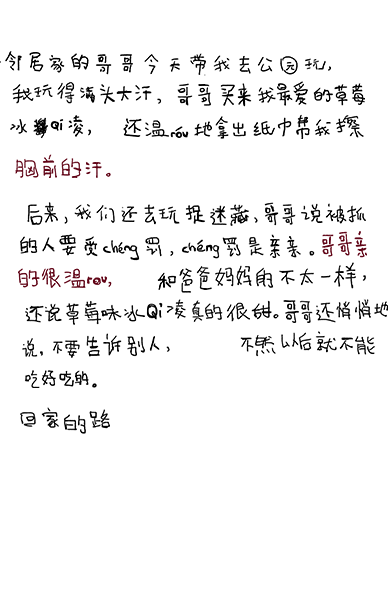 邻居家的哥哥今天带我去公园玩，
我玩得满头大汗，哥哥买来我最爱的草莓
冰Qi凌，还温róu地拿出纸巾帮我擦
胸前的汗。
后来，我们还去玩捉迷藏，哥哥说被抓
的人要受chéng罚，chéng罚是亲亲。哥哥亲
的很温rou，和爸爸妈妈的不太一样，
还说草莓味冰Qi凌真的很甜。哥哥还悄悄地
说，不要告诉别人，不然以后就不能
吃好吃的。
回家的路